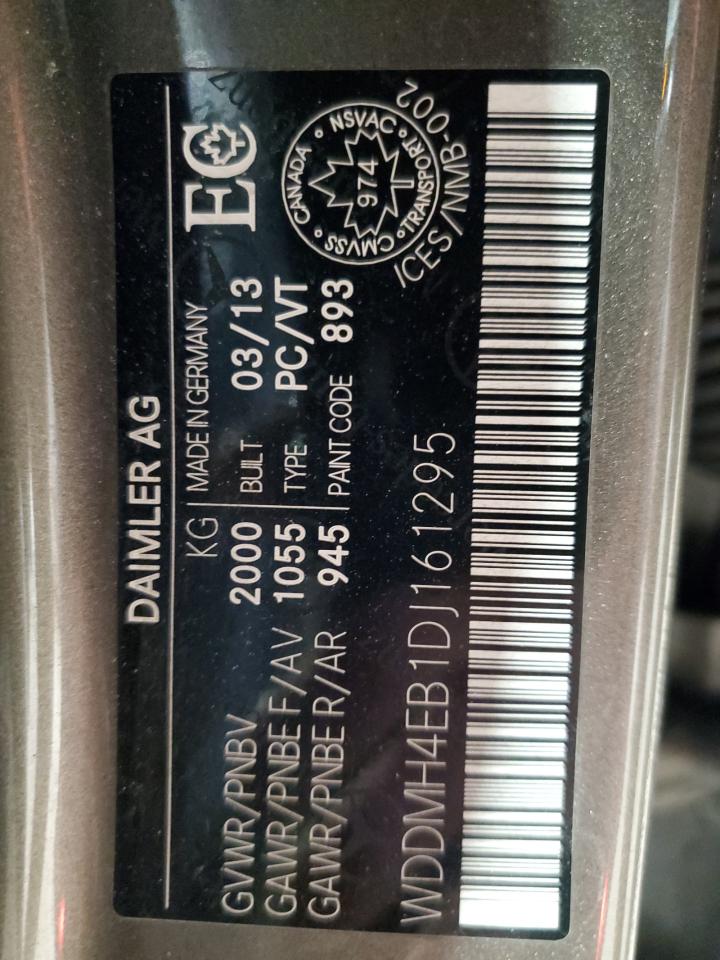 DAIMLER AG
KG | MADE IN GERMANY
GVWR/PNBV 2000 BUILT 03/13
GAWR/PNBE F/AV 1055 TYPE PC/VT
GAWR/PNBE R/AR 945 PAINT CODE 893
EC
CANADA • NSVAC • TRANSPORT • CMVSS •
974
ICES/NMB-002
WDDMH4EB1DJ161295